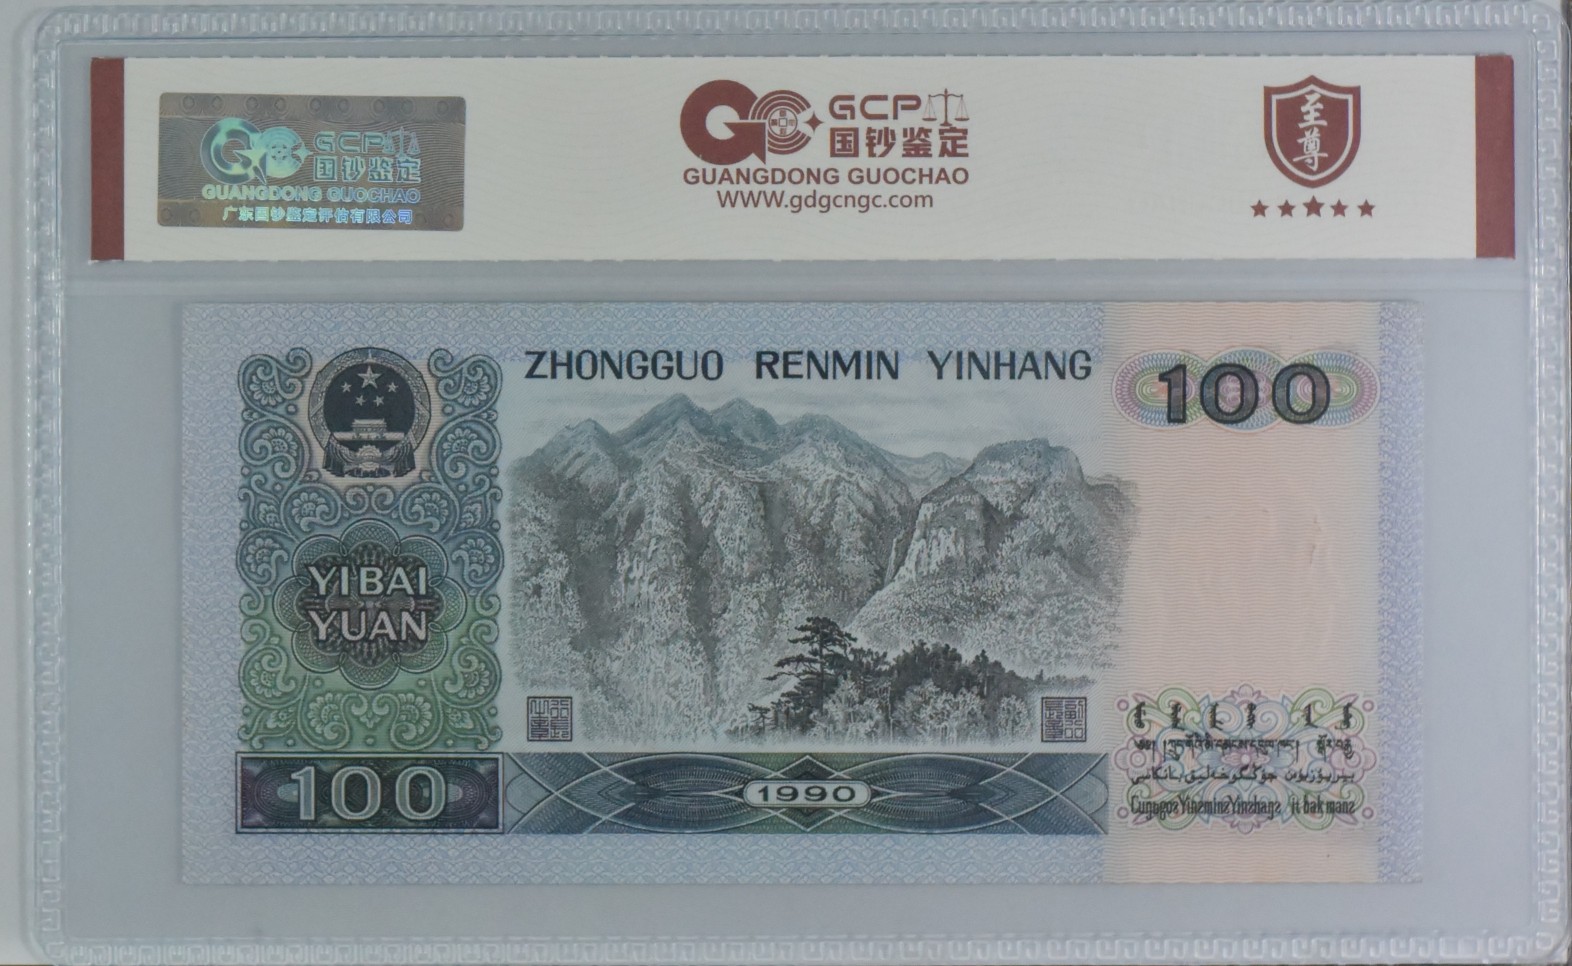 GCP
国钞鉴定
GUANGDONG GUOCHAO
广东国钞鉴定评估有限公司
GCP
国钞鉴定
GUANGDONG GUOCHAO
WWW.gdgcngc.com
至尊
ZHONGGUO RENMIN YINHANG
100
YI BAI
YUAN
100
1990